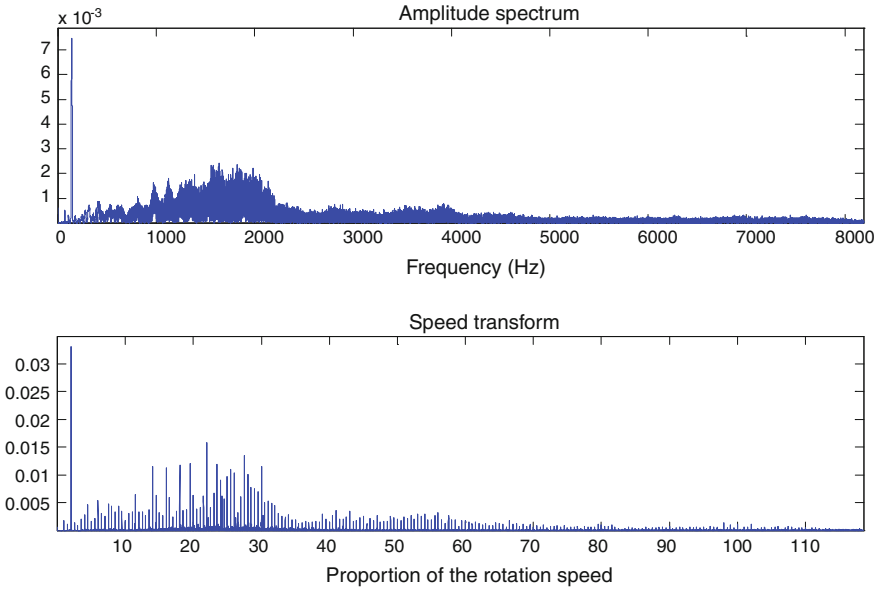 Amplitude spectrum
x 10-3
7
6
5
4
3
2
1
0 1000 2000 3000 4000 5000 6000 7000 8000
Frequency (Hz)
Speed transform
0.03
0.025
0.02
0.015
0.01
0.005
10 20 30 40 50 60 70 80 90 100 110
Proportion of the rotation speed